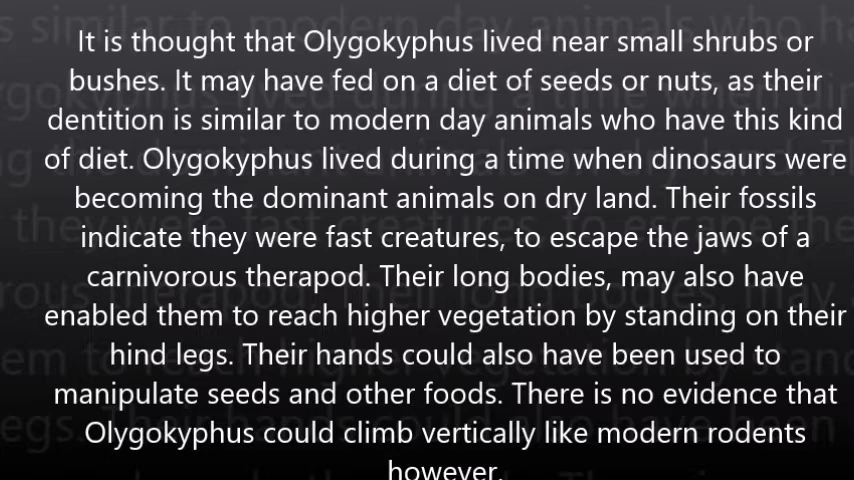 It is thought that Olygokyphus lived near small shrubs or
bushes. It may have fed on a diet of seeds or nuts, as their
dentition is similar to modern day animals who have this kind
of diet. Olygokyphus lived during a time when dinosaurs were
becoming the dominant animals on dry land. Their fossils
indicate they were fast creatures, to escape the jaws of a
carnivorous therapod. Their long bodies, may also have
enabled them to reach higher vegetation by standing on their
hind legs. Their hands could also have been used to
manipulate seeds and other foods. There is no evidence that
Olygokyphus could climb vertically like modern rodents
however.